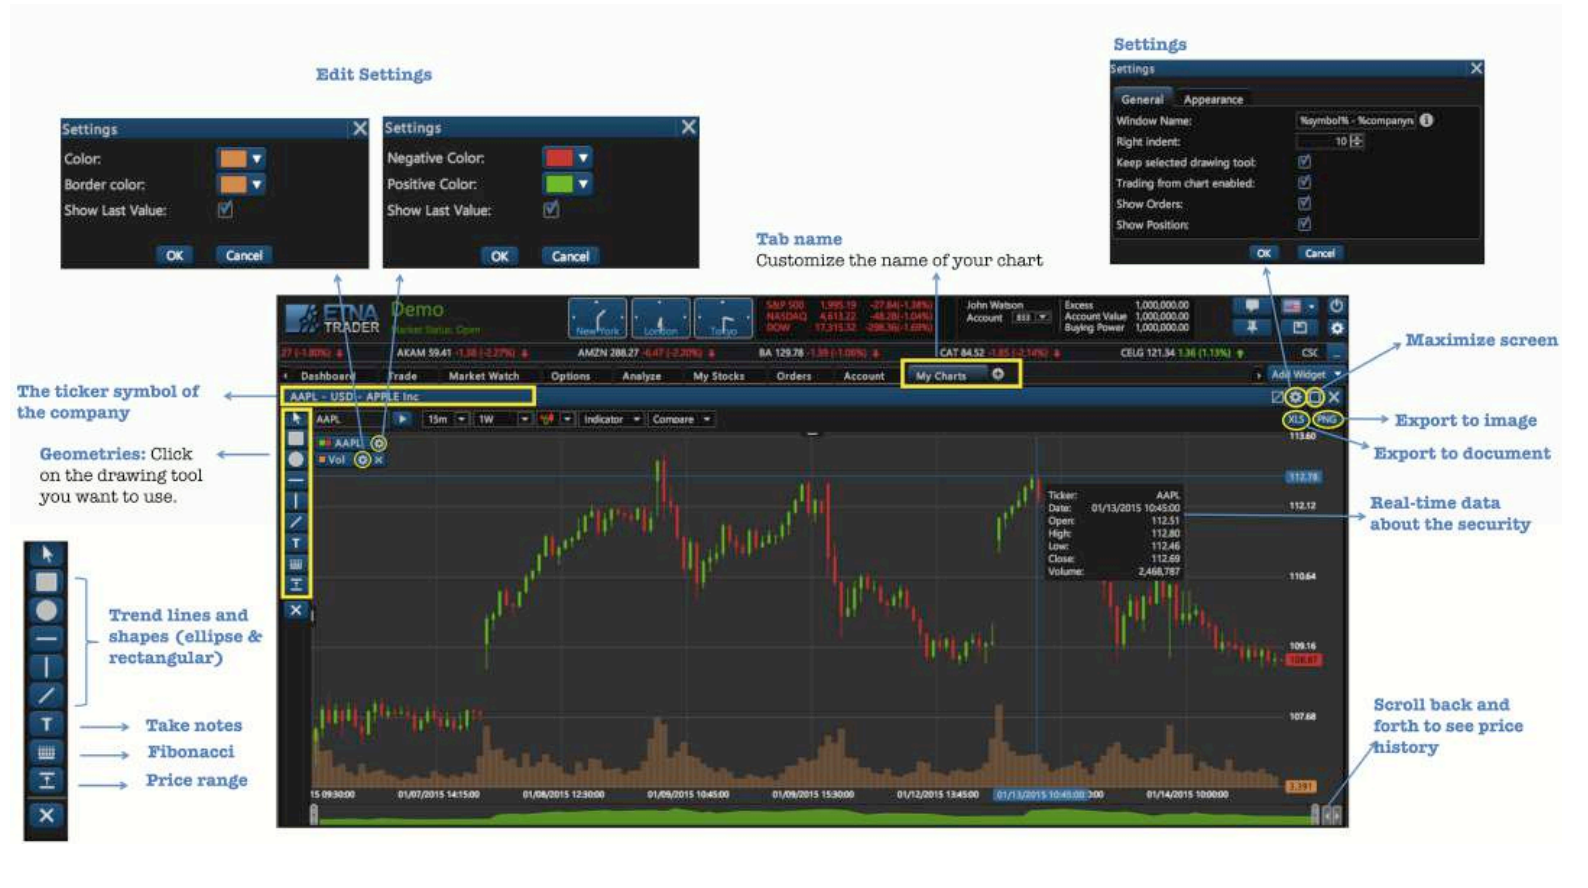 Settings
Edit Settings
Settings
General Appearance
Window Name: %symbol% - %companyn
Right indent: 10
Keep selected drawing tool:
Trading from chart enabled:
Show Orders:
Show Position:
OK Cancel
Settings
Color:
Border color:
Show Last Value:
OK Cancel
Settings
Negative Color:
Positive Color:
Show Last Value:
OK Cancel
Tab name
Customize the name of your chart
ETNA
TRADER
Demo
Market Status: Open
New York London Tokyo
S&P 500 1,995.19 -27.84(-1.38%)
NASDAQ 4,613.22 -48.28(-1.04%)
DOW 17,315.32 -298.36(-1.69%)
John Watson
Account
Excess 1,000,000.00
Account Value 1,000,000.00
Buying Power 1,000,000.00
27 (-1.80%) AKAM 59.41 -1.38 (-2.27%) AMZN 288.27 -6.47 (-2.20%) BA 129.78 -1.39 (-1.06%) CAT 84.52 -1.85 (-2.14%) CELG 121.34 1.36 (1.13%) CSC
Dashboard Trade Market Watch Options Analyze My Stocks Orders Account My Charts Add Widget
AAPL - USD - APPLE Inc
AAPL 15m 1W Indicator Compare XLS PNG
AAPL
Vol
Maximize screen
Export to image
Export to document
Real-time data
about the security
The ticker symbol of
the company
Geometries: Click
on the drawing tool
you want to use.
T
Ticker: AAPL
Date: 01/13/2015 10:45:00
Open: 112.51
High: 112.80
Low: 112.46
Close: 112.69
Volume: 2,468,787
113.60
112.78
112.12
110.64
109.16
108.87
107.68
3.391
15 09:30:00 01/07/2015 14:15:00 01/08/2015 12:30:00 01/09/2015 10:45:00 01/09/2015 15:30:00 01/12/2015 13:45:00 01/13/2015 10:45:00 3:00 01/14/2015 10:00:00
Trend lines and
shapes (ellipse &
rectangular)
T
Take notes
Fibonacci
Price range
Scroll back and
forth to see price
history